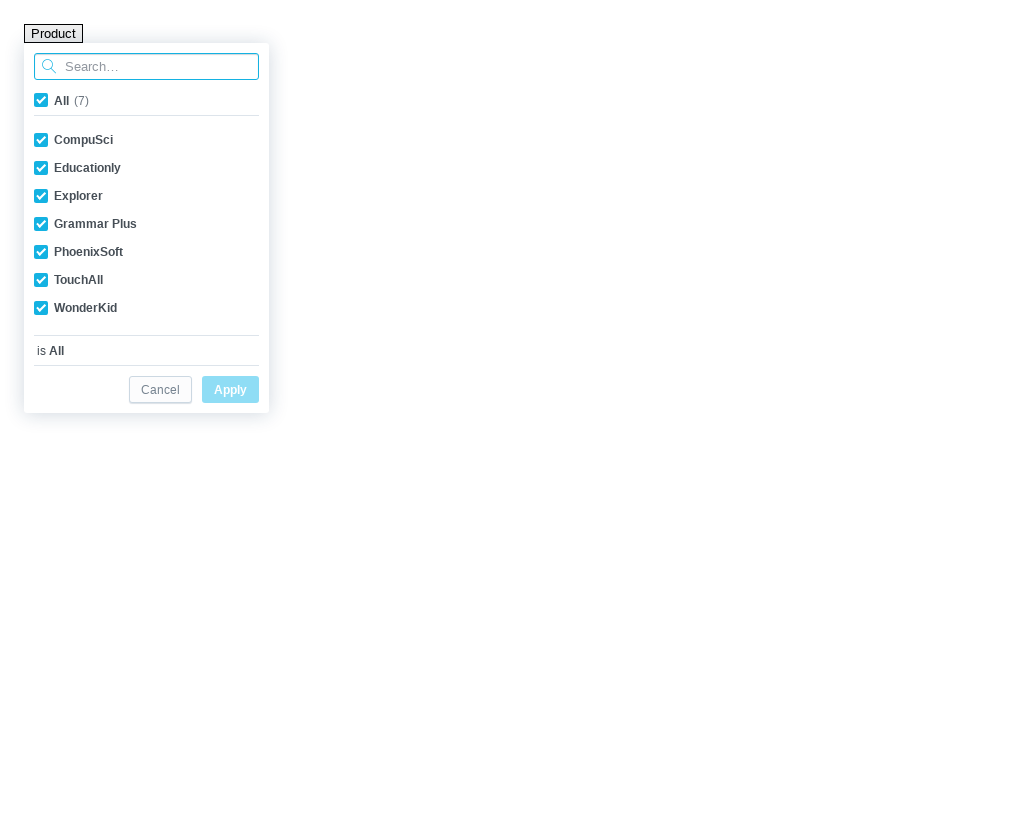 Product
Search…
All (7)
CompuSci
Educationly
Explorer
Grammar Plus
PhoenixSoft
TouchAll
WonderKid
is All
Cancel Apply